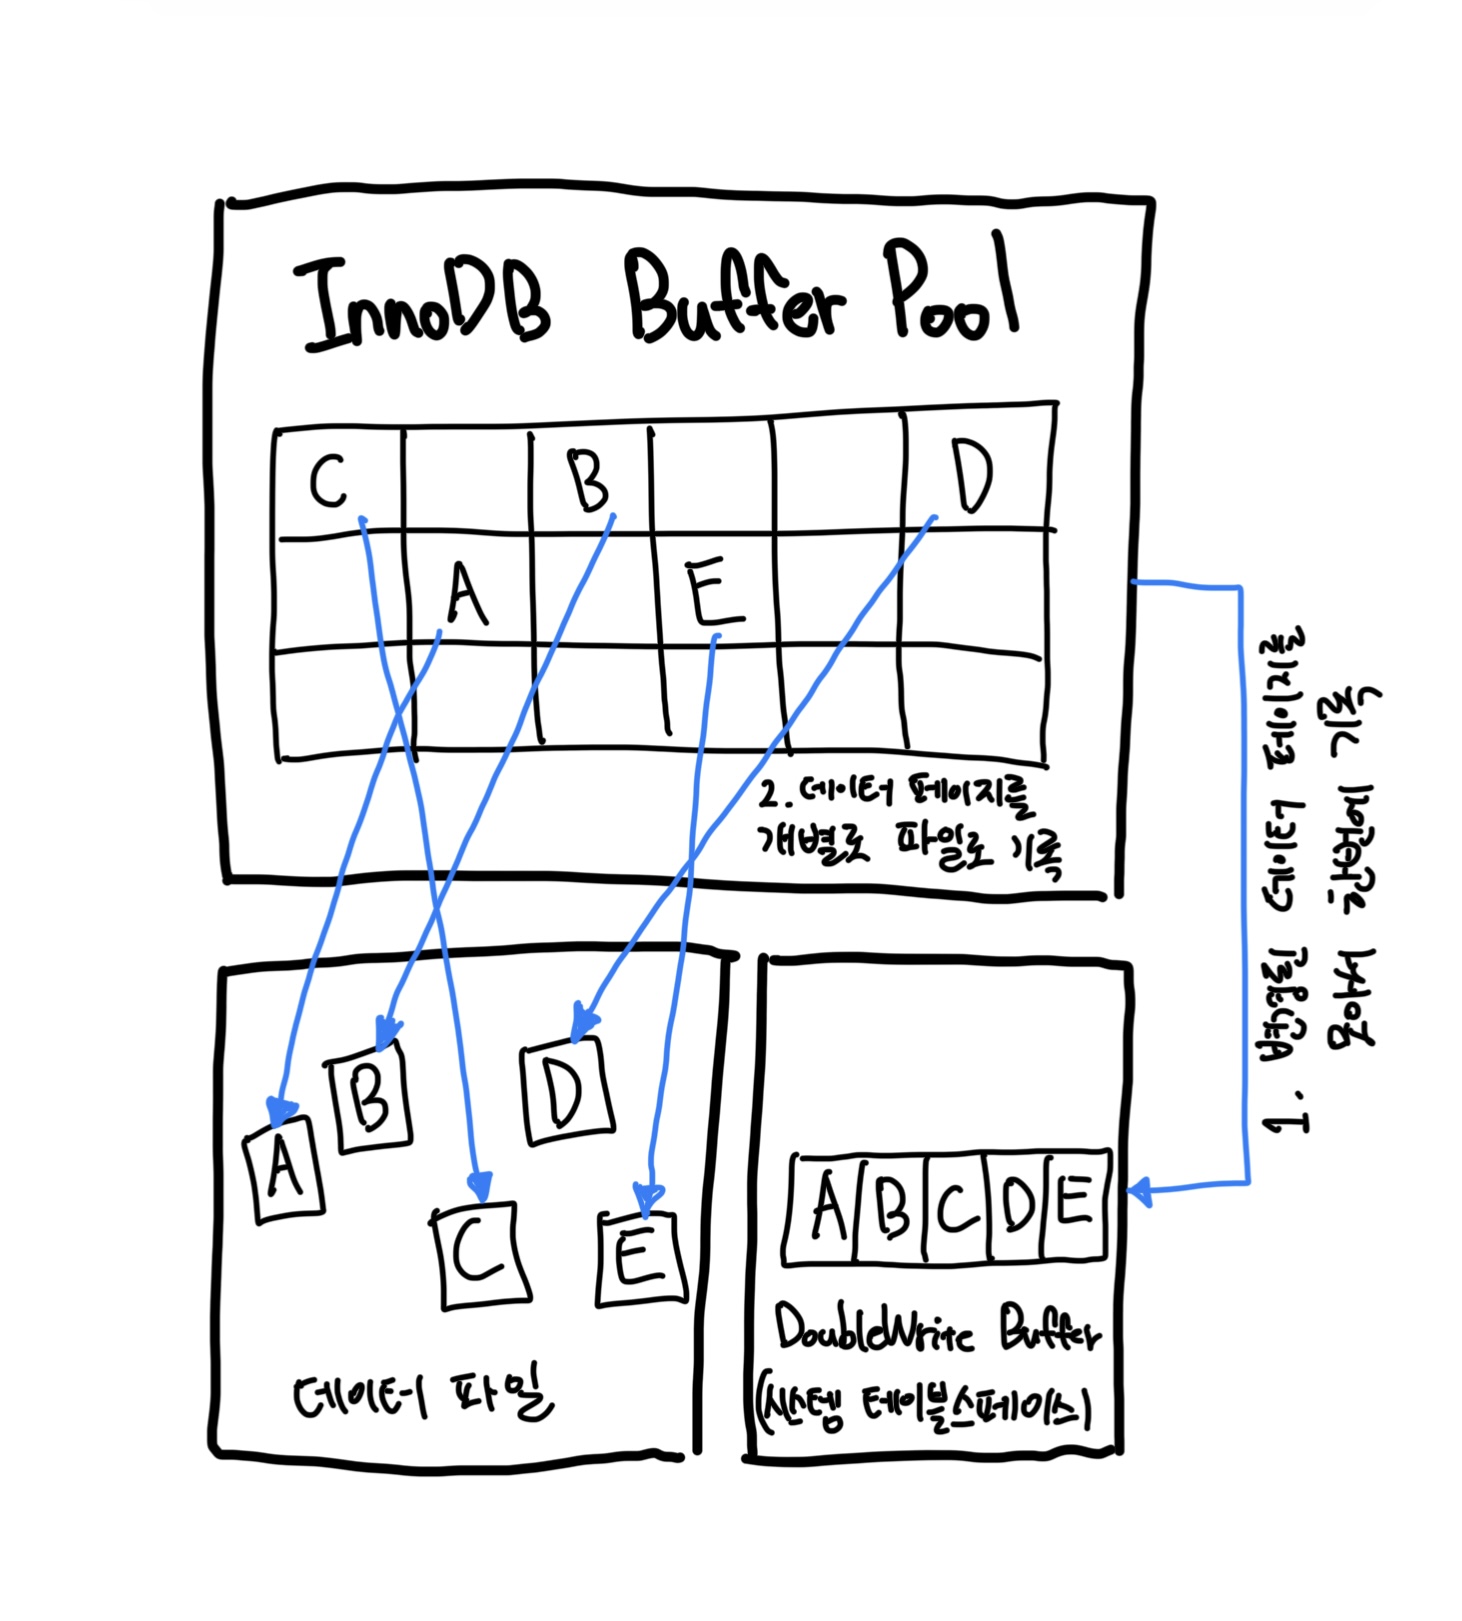 InnoDB Buffer Pool
C B D
A E
2. 데이터 페이지를
개별로 파일로 기록
1. 변경된 데이터 페이지를
묶어서 한번에 기록
A B D
C E
데이터 파일
A B C D E
DoubleWrite Buffer
(시스템 테이블스페이스)